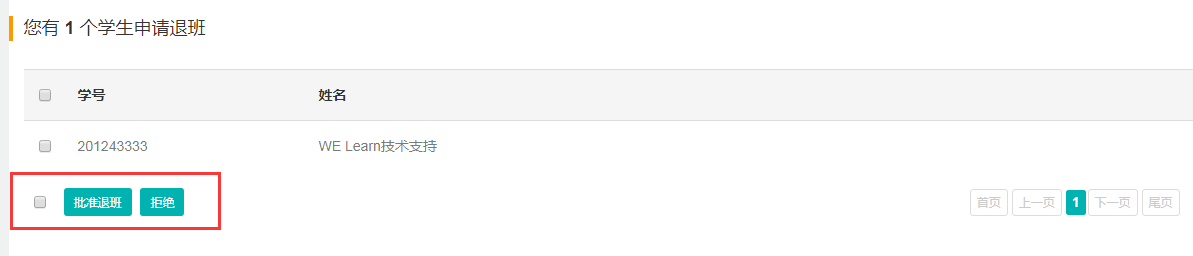 您有 1 个学生申请退班
学号 姓名
201243333 WE Learn技术支持
批准退班 拒绝 首页 上一页 1 下一页 尾页